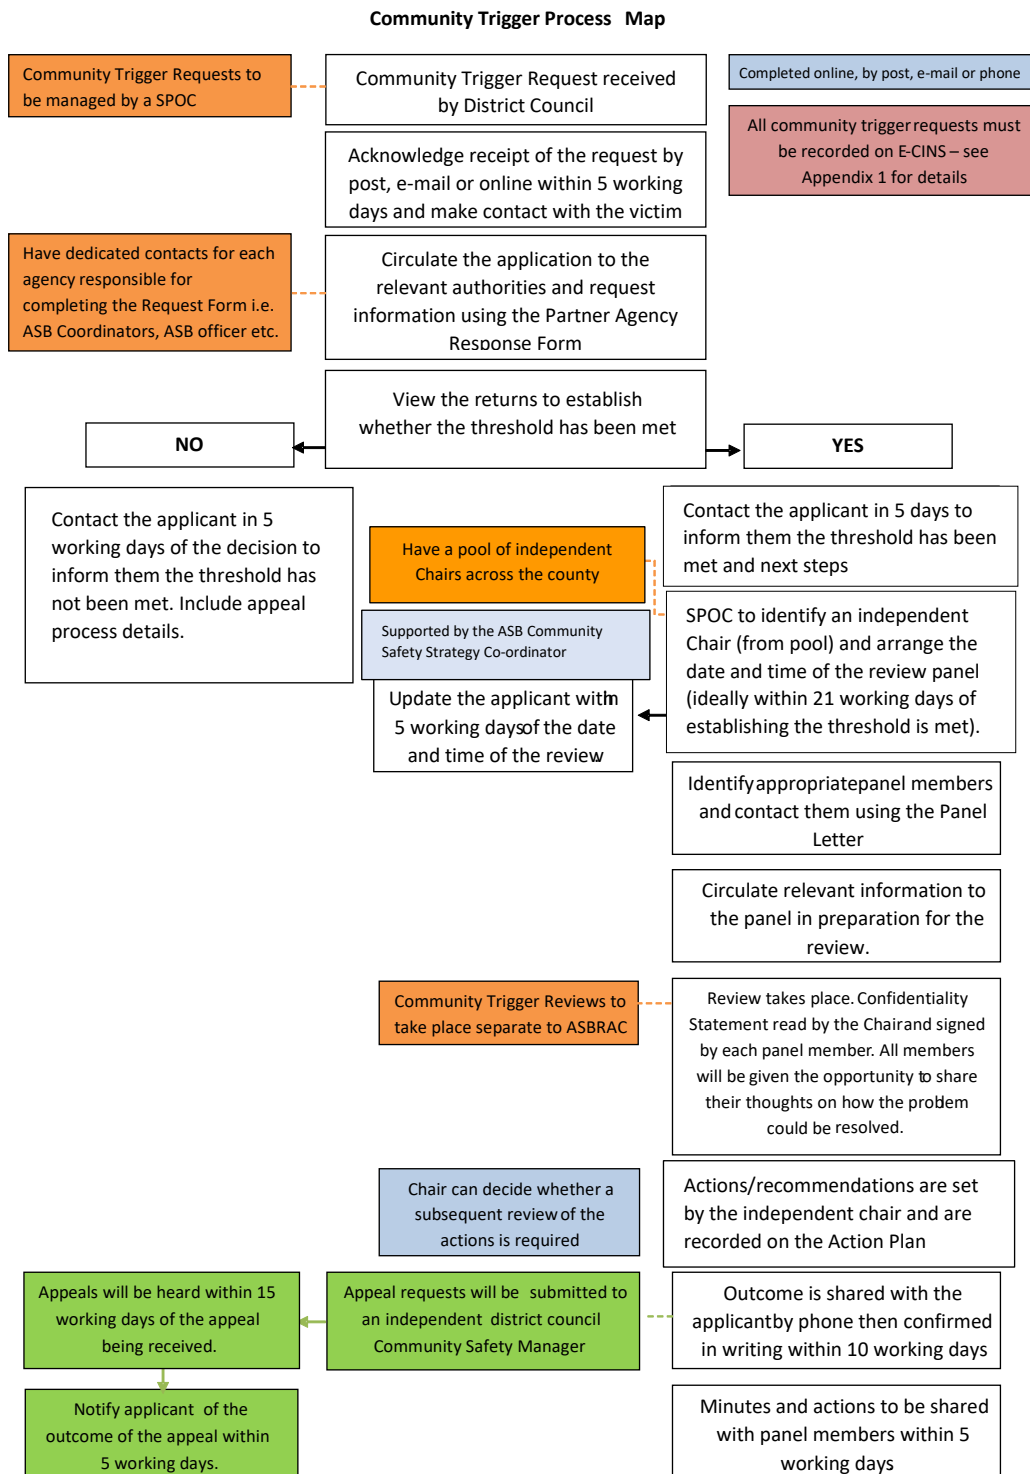 Community Trigger Process Map
Community Trigger Requests to
be managed by a SPOC
Community Trigger Request received
by District Council
Completed online, by post, e-mail or phone
All community trigger requests must
be recorded on E-CINS – see
Appendix 1 for details
Acknowledge receipt of the request by
post, e-mail or online within 5 working
days and make contact with the victim
Have dedicated contacts for each
agency responsible for
completing the Request Form i.e.
ASB Coordinators, ASB officer etc.
Circulate the application to the
relevant authorities and request
information using the Partner Agency
Response Form
View the returns to establish
whether the threshold has been met
NO
YES
Contact the applicant in 5
working days of the decision to
inform them the threshold has
not been met. Include appeal
process details.
Contact the applicant in 5 days to
inform them the threshold has been
met and next steps
Have a pool of independent
Chairs across the county
Supported by the ASB Community
Safety Strategy Co-ordinator
SPOC to identify an independent
Chair (from pool) and arrange the
date and time of the review panel
(ideally within 21 working days of
establishing the threshold is met).
Update the applicant within
5 working days of the date
and time of the review
Identify appropriate panel members
and contact them using the Panel
Letter
Circulate relevant information to
the panel in preparation for the
review.
Community Trigger Reviews to
take place separate to ASBRAC
Review takes place. Confidentiality
Statement read by the Chair and signed
by each panel member. All members
will be given the opportunity to share
their thoughts on how the problem
could be resolved.
Chair can decide whether a
subsequent review of the
actions is required
Actions/recommendations are set
by the independent chair and are
recorded on the Action Plan
Appeals will be heard within 15
working days of the appeal
being received.
Appeal requests will be submitted to
an independent district council
Community Safety Manager
Outcome is shared with the
applicant by phone then confirmed
in writing within 10 working days
Notify applicant of the
outcome of the appeal within
5 working days.
Minutes and actions to be shared
with panel members within 5
working days